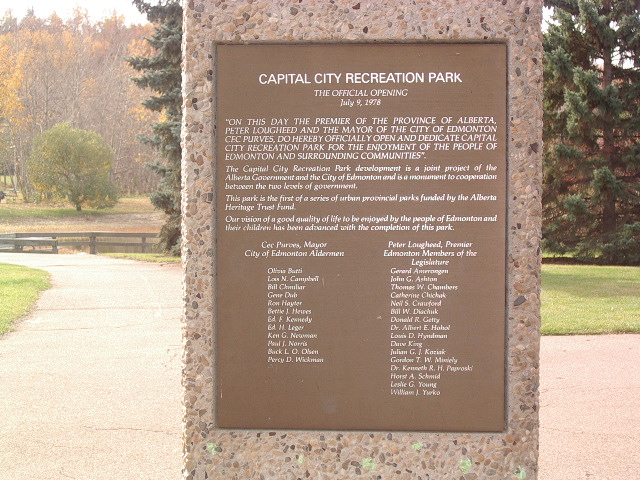 CAPITAL CITY RECREATION PARK
THE OFFICIAL OPENING
July 9, 1978
"ON THIS DAY THE PREMIER OF THE PROVINCE OF ALBERTA,
PETER LOUGHEED AND THE MAYOR OF THE CITY OF EDMONTON
CEC PURVES, DO HEREBY OFFICIALLY OPEN AND DEDICATE CAPITAL
CITY RECREATION PARK FOR THE ENJOYMENT OF THE PEOPLE OF
EDMONTON AND SURROUNDING COMMUNITIES".
The Capital City Recreation Park development is a joint project of the
Alberta Government and the City of Edmonton and is a monument to cooperation
between the two levels of government.
This park is the first of a series of urban provincial parks funded by the Alberta
Heritage Trust Fund.
Our vision of a good quality of life to be enjoyed by the people of Edmonton and
their children has been advanced with the completion of this park.
Cec Purves, Mayor
City of Edmonton Aldermen
Olivia Butti
Lois N. Campbell
Bill Chmiliar
Gene Dub
Ron Hayter
Bettie J. Hewes
Ed. F. Kennedy
Ed. H. Leger
Ken G. Newman
Paul J. Norris
Buck L. O. Olsen
Percy D. Wickman
Peter Lougheed, Premier
Edmonton Members of the
Legislature
Gerard Amerongen
John G. Ashton
Thomas W. Chambers
Catherine Chichak
Neil S. Crawford
Bill W. Diachuk
Donald R. Getty
Dr. Albert E. Hohol
Louis D. Hyndman
Dave King
Julian G. J. Koziak
Gordon T. W. Miniely
Dr. Kenneth R. H. Paproski
Horst A. Schmid
Leslie G. Young
William J. Yurko